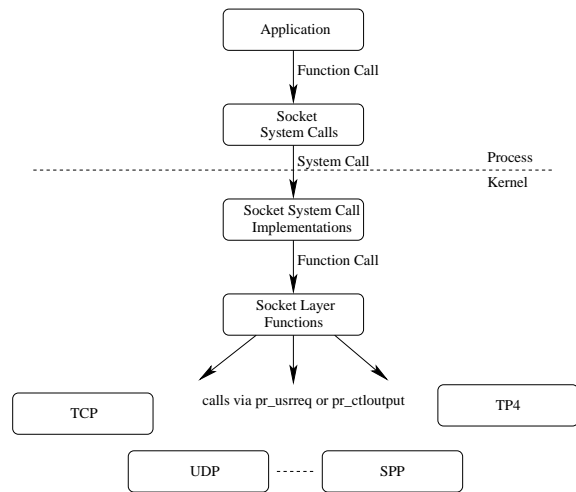 Application
Function Call
Socket
System Calls
System Call
Process
Kernel
Socket System Call
Implementations
Function Call
Socket Layer
Functions
calls via pr_usrreq or pr_ctloutput
TCP
TP4
UDP
SPP